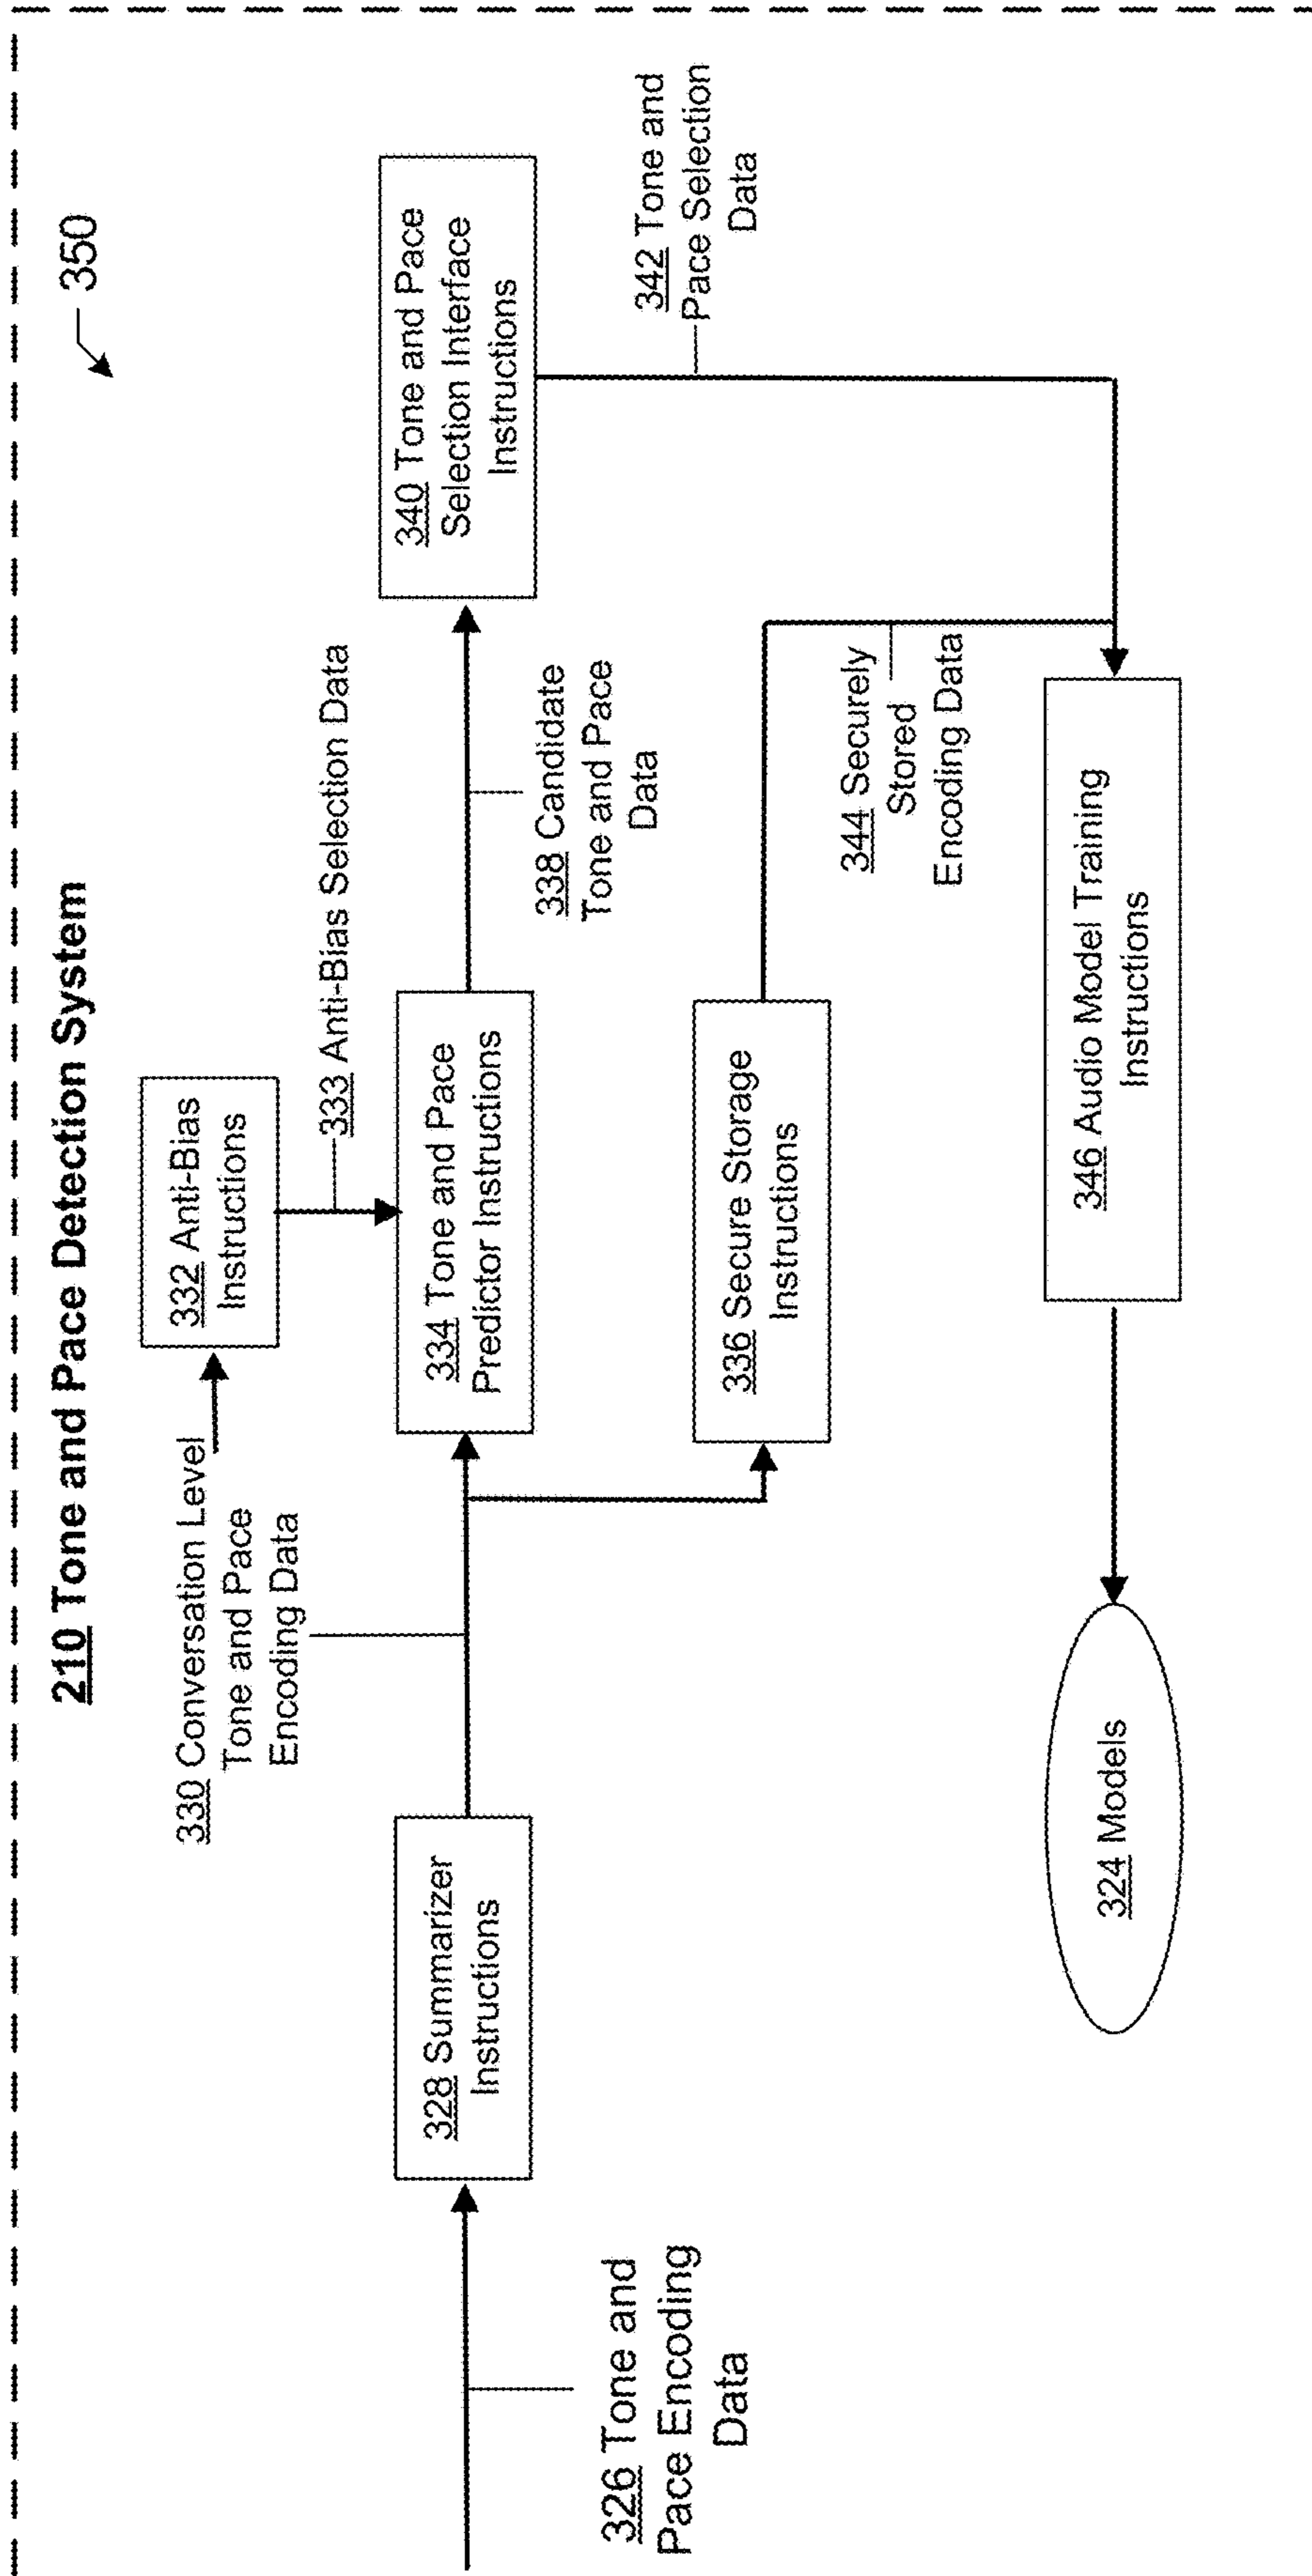 210 Tone and Pace Detection System
350
330 Conversation Level
Tone and Pace
Encoding Data
332 Anti-Bias
Instructions
333 Anti-Bias Selection Data
326 Tone and
Pace Encoding
Data
328 Summarizer
Instructions
334 Tone and Pace
Predictor Instructions
338 Candidate
Tone and Pace
Data
340 Tone and Pace
Selection Interface
Instructions
336 Secure Storage
Instructions
342 Tone and
Pace Selection
Data
344 Securely
Stored
Encoding Data
324 Models
346 Audio Model Training
Instructions